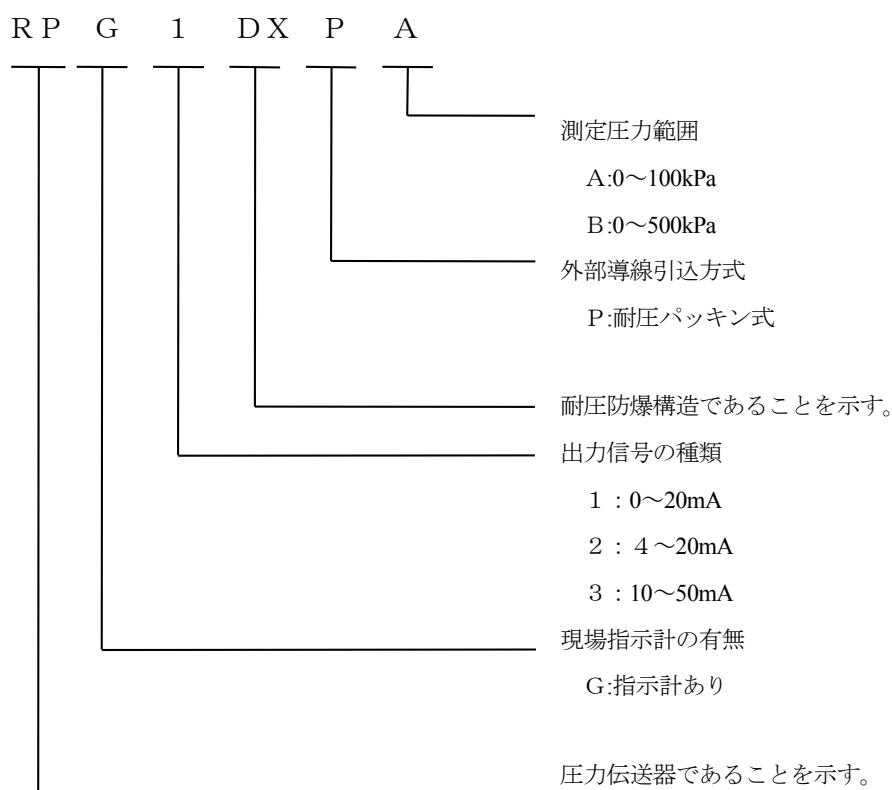 ＲＰ Ｇ １ ＤＸ Ｐ Ａ
測定圧力範囲
Ａ:0～100kPa
Ｂ:0～500kPa
外部導線引込方式
Ｐ:耐圧パッキン式
耐圧防爆構造であることを示す。
出力信号の種類
１：0～20mA
２：４～20mA
３：10～50mA
現場指示計の有無
Ｇ:指示計あり
圧力伝送器であることを示す。